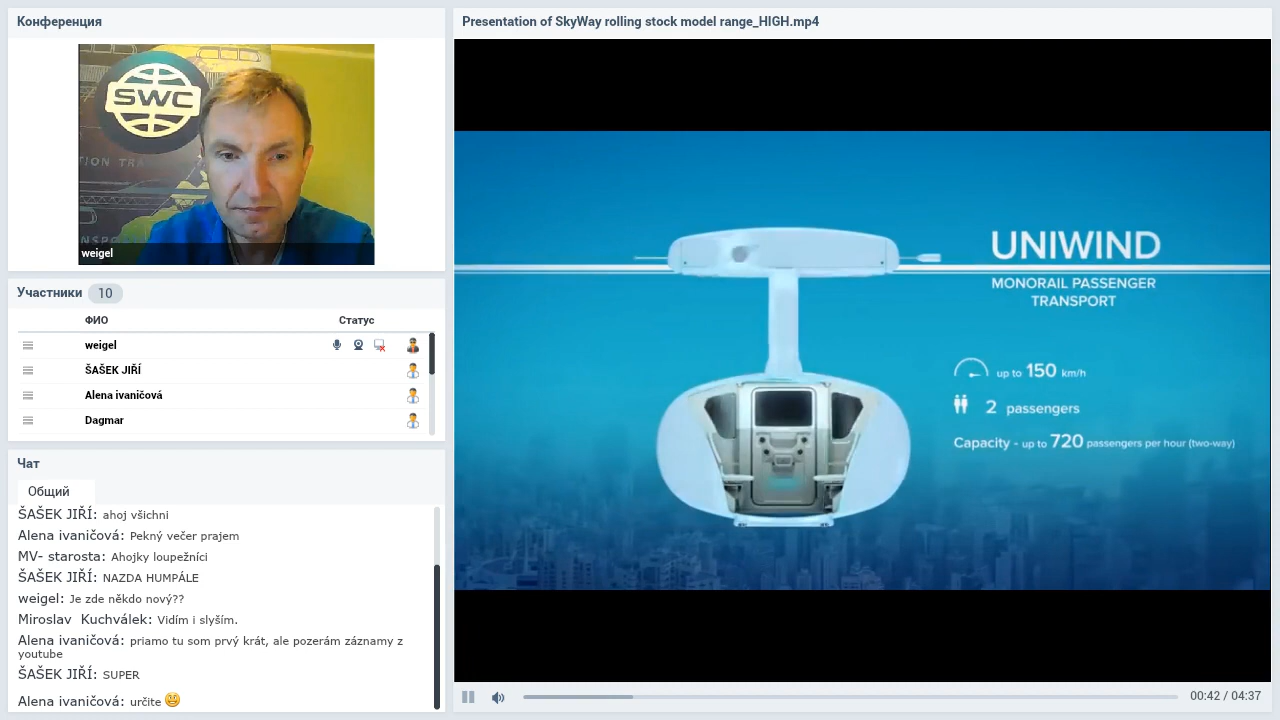 Конференция
SWC
weigel
Участники 10
ФИО Статус
weigel
ŠAŠEK JIŘÍ
Alena ivaničová
Dagmar
Чат
Общий
ŠAŠEK JIŘÍ: ahoj všichni
Alena ivaničová: Pekný večer prajem
MV- starosta: Ahojky loupežníci
ŠAŠEK JIŘÍ: NAZDA HUMPÁLE
weigel: Je zde někdo nový??
Miroslav Kuchválek: Vidím i slyším.
Alena ivaničová: priamo tu som prvý krát, ale pozerám záznamy z
youtube
ŠAŠEK JIŘÍ: SUPER
Alena ivaničová: určite
Presentation of SkyWay rolling stock model range_HIGH.mp4
UNIWIND
MONORAIL PASSENGER
TRANSPORT
up to 150 km/h
2 passengers
Capacity - up to 720 passengers per hour (two-way)
00:42 / 04:37